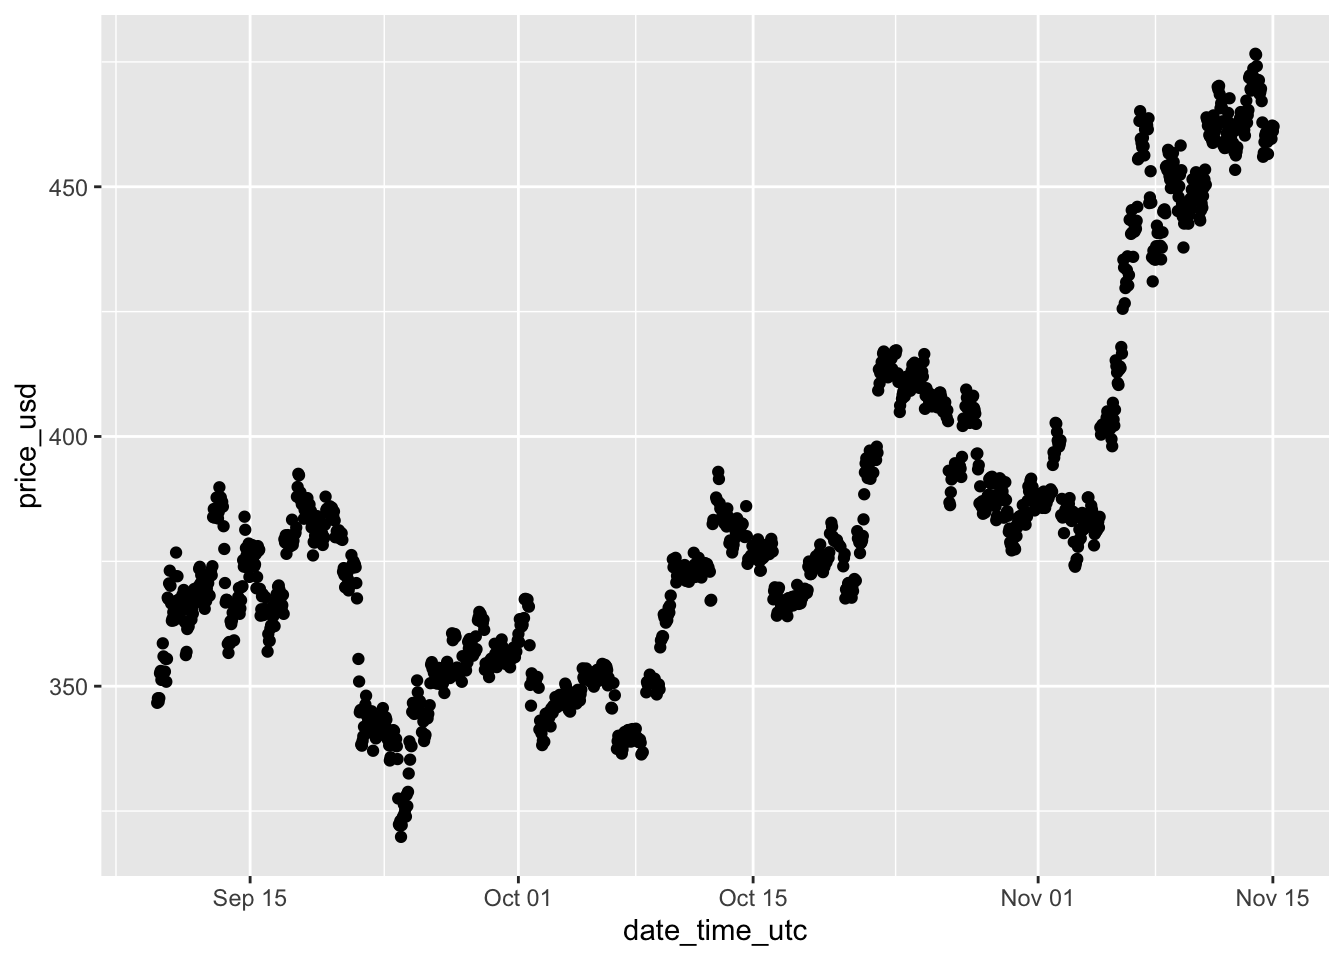 price_usd
450
400
350
Sep 15
Oct 01
Oct 15
Nov 01
Nov 15
date_time_utc